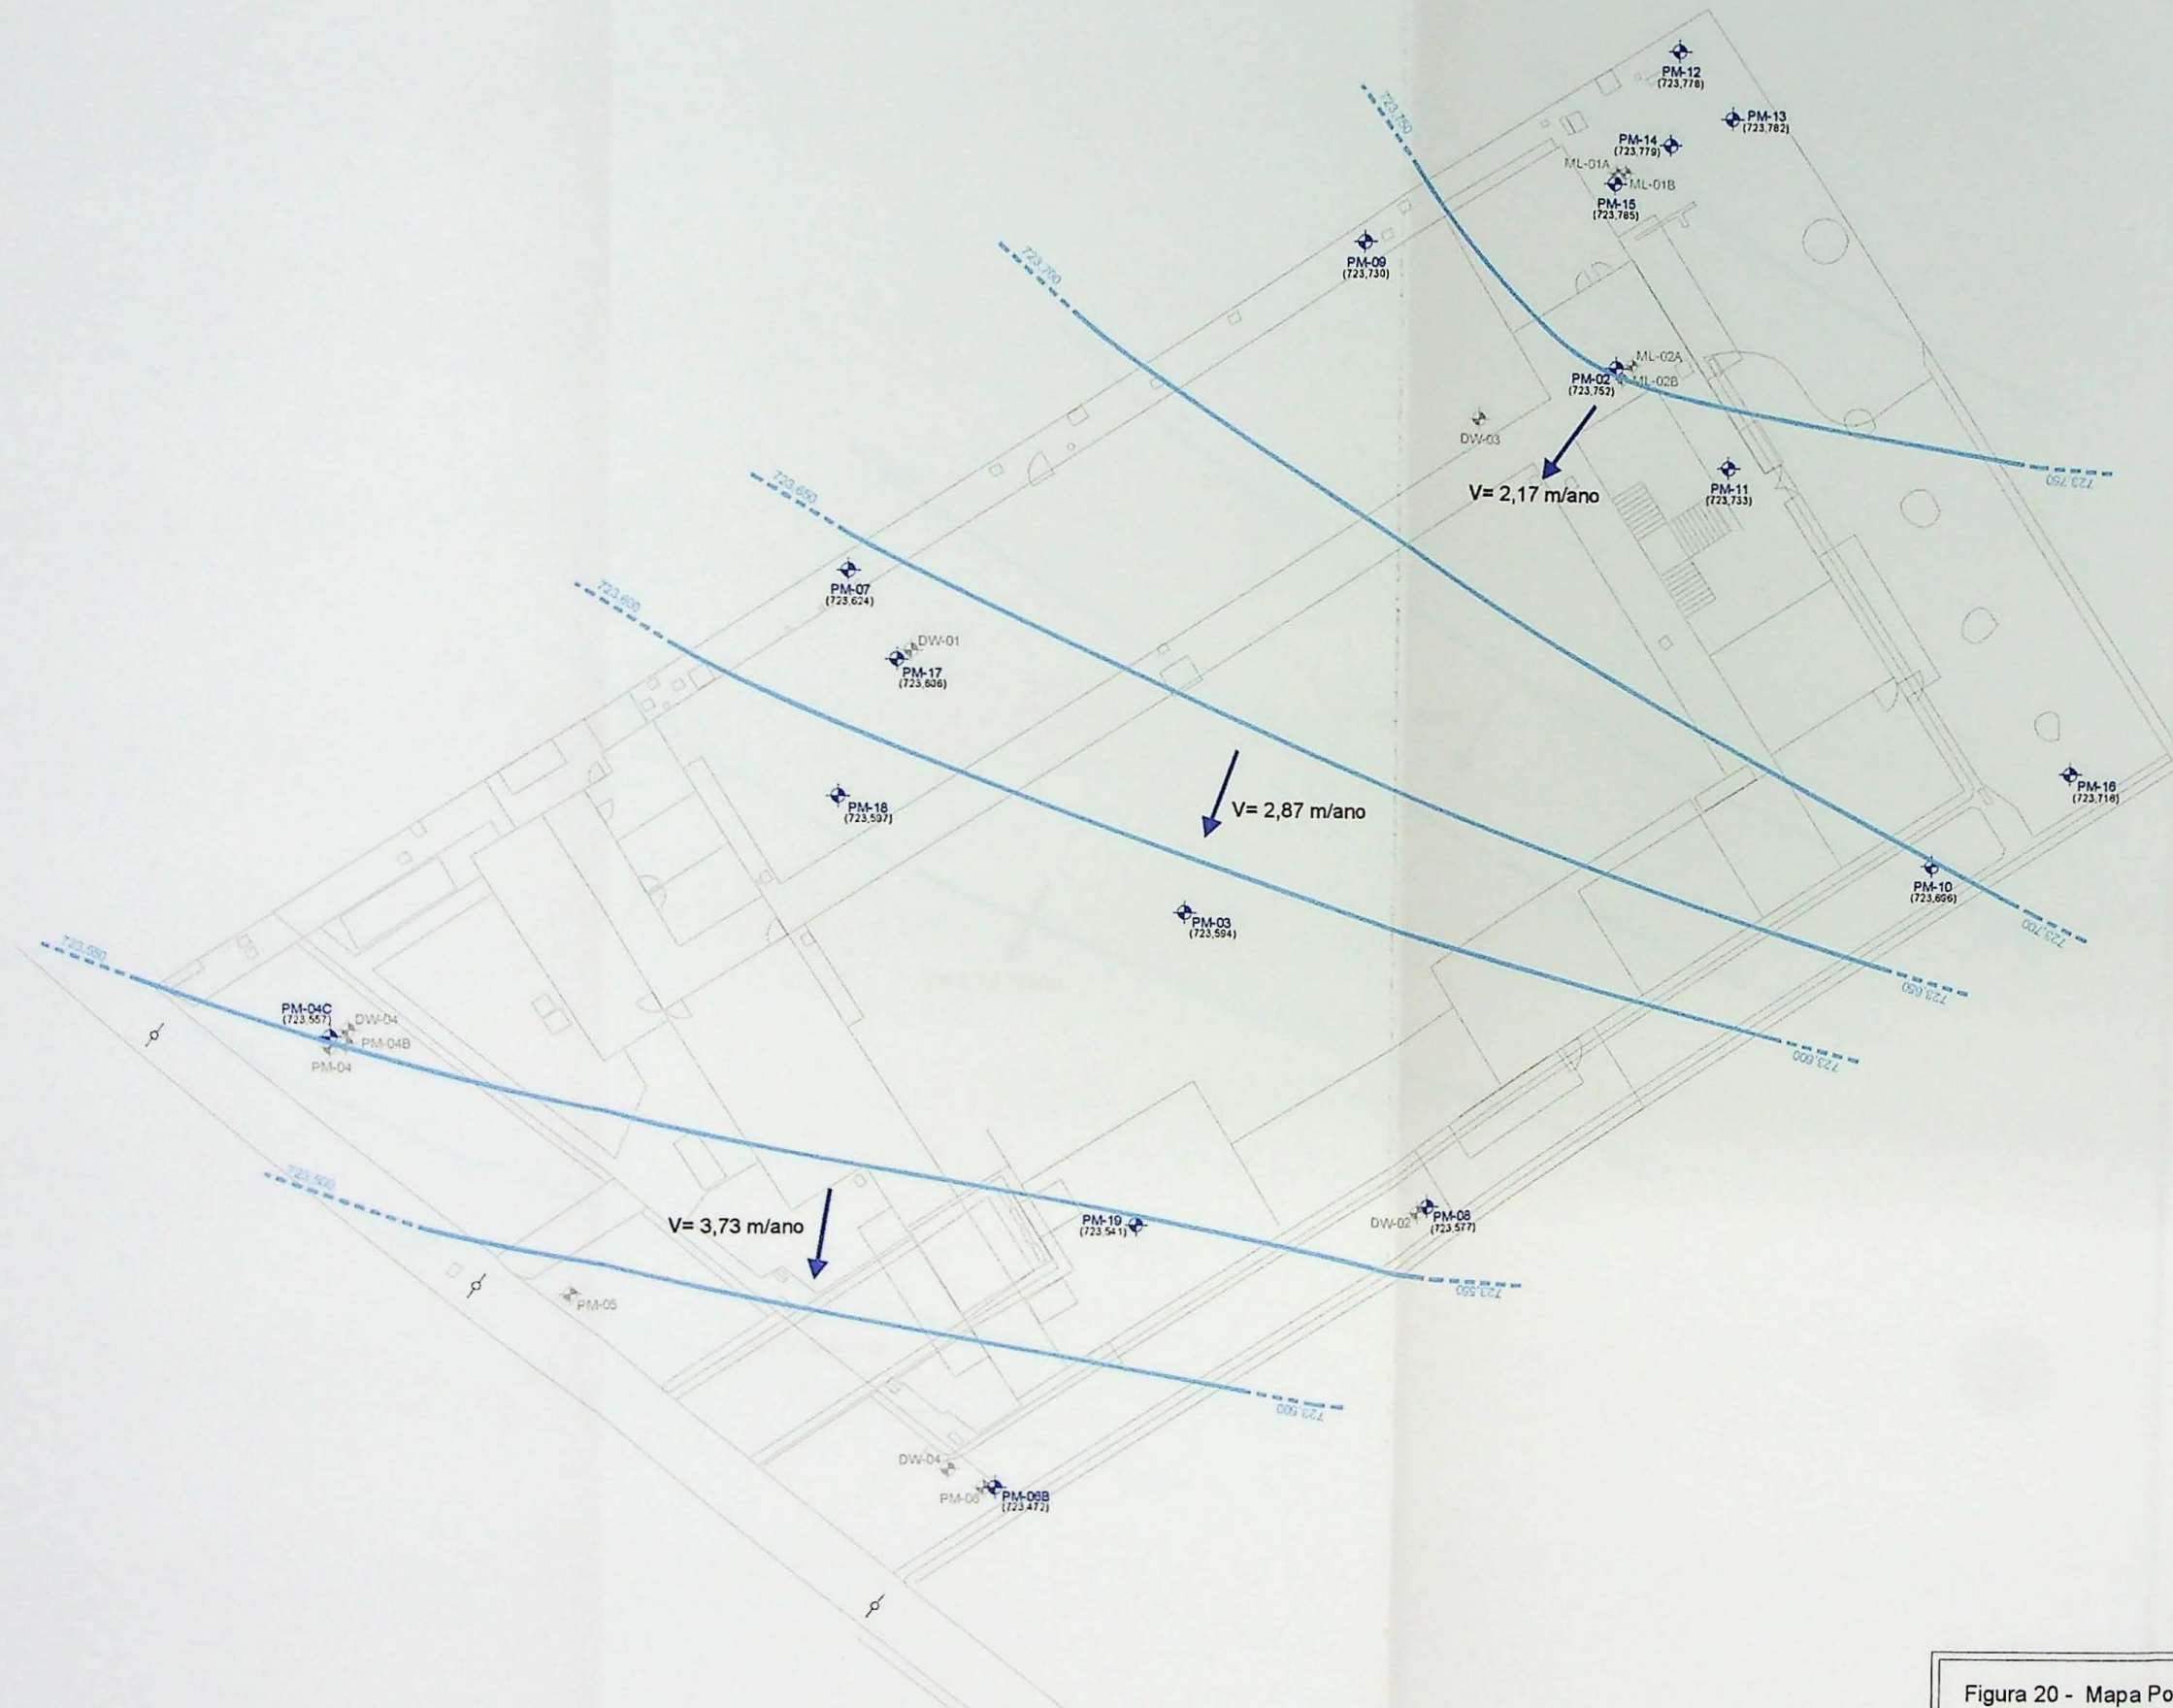 PM-12
(723,778)
PM-13
(723,782)
PM-14
(723,779)
ML-01A
ML-01B
PM-15
(723,785)
723,750
PM-09
(723,730)
723,700
ML-02A
PM-02
ML-02B
(723,752)
DW-03
V= 2,17 m/ano
PM-11
(723,733)
723,750
723,650
PM-07
(723,624)
723,600
DW-01
PM-17
(723,606)
PM-18
(723,597)
V= 2,87 m/ano
PM-16
(723,716)
PM-10
(723,696)
723,700
PM-03
(723,594)
723,650
723,600
723,550
PM-04C
(723,557)
DW-04
PM-04B
PM-04
723,500
V= 3,73 m/ano
PM-19
(723,541)
DW-02
PM-08
(723,577)
723,550
PM-05
723,500
DW-04
PM-06
PM-06B
(723,472)
Figura 20 - Mapa Po